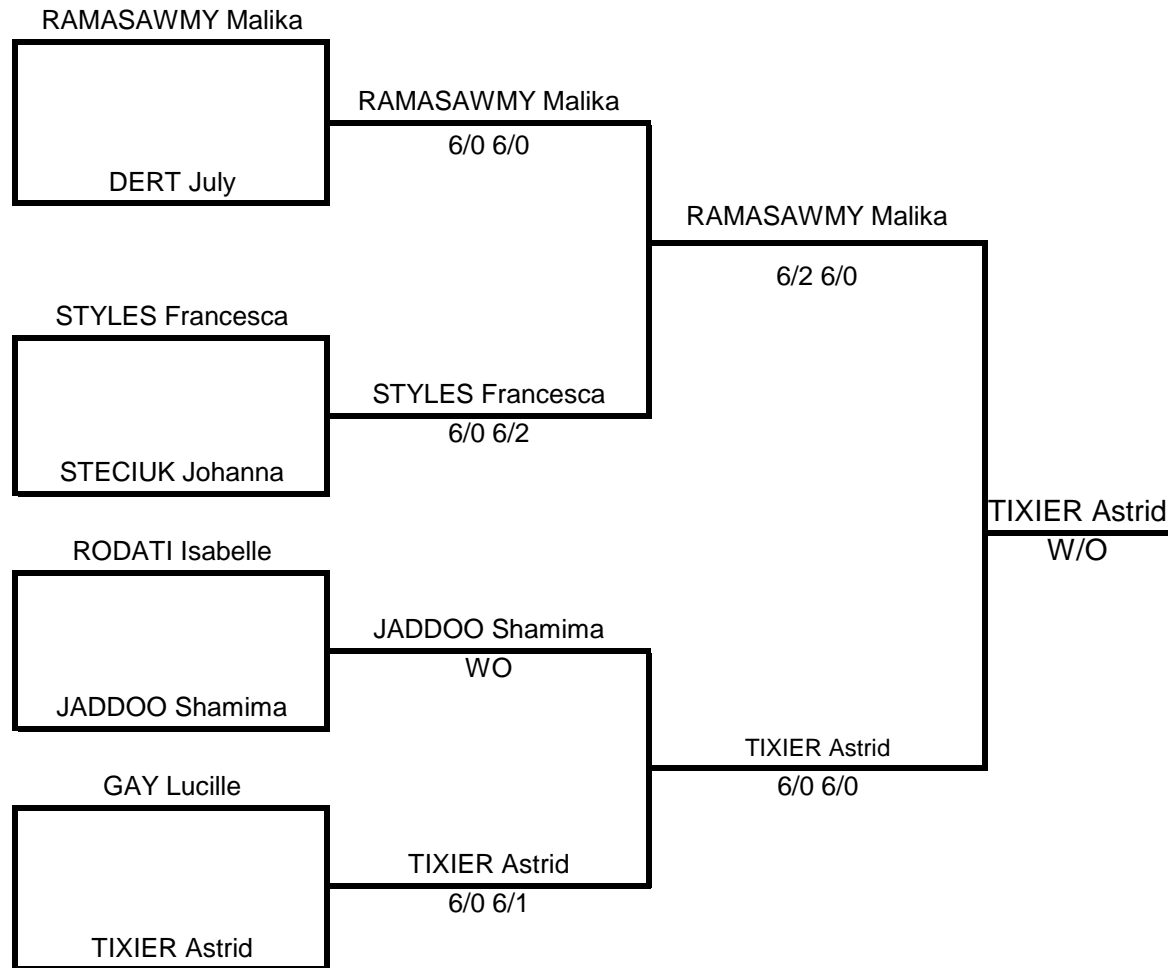 RAMASAWMY Malika
RAMASAWMY Malika
6/0 6/0
DERT July
RAMASAWMY Malika
6/2 6/0
STYLES Francesca
STYLES Francesca
6/0 6/2
STECIUK Johanna
TIXIER Astrid
W/O
RODATI Isabelle
JADDOO Shamima
WO
JADDOO Shamima
TIXIER Astrid
6/0 6/0
GAY Lucille
TIXIER Astrid
6/0 6/1
TIXIER Astrid